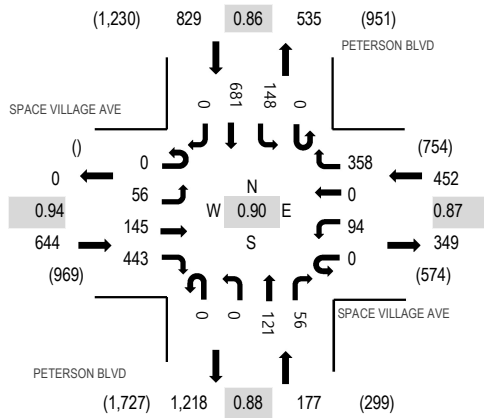 (1,230) 829 0.86 535 (951)
PETERSON BLVD
0 681 148 0
SPACE VILLAGE AVE
() 0 358 (754)
0 56 N 0 452
0.94 W 0.90 E 0.87
644 145 S 94 349
(969) 443 0 (574)
0 0 121 56
SPACE VILLAGE AVE
PETERSON BLVD
(1,727) 1,218 0.88 177 (299)